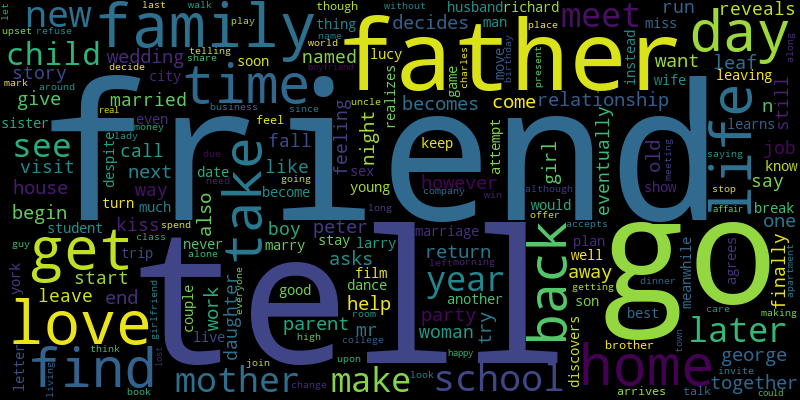 let last walk play though husband richard without run reveals
new family father meet day
upset refuse telling share soon thing decides man miss
child wedding named lucy charles place present want leaf
story city time move birthday instead wife leaving
mark decide world name game
give around married business since boyfriend uncle realizes becomes come relationship n still
sister even real lady money feel night keep attempt old learns
see despite call friend life
visit next date fall feeling sex girl eventually job
house way need due going like young however company win although would show saying meeting know say
turn become long stop affair break
begin much also kiss boy peter offer one
student spend marry stay larry marriage accepts plan agrees
guy class never alone asks left morning return well meanwhile finally
york trip get take tell year back go away apartment
start girlfriend couple work daughter everyone good film dance room help another getting son dinner
leave end live parent high college mr party woman try discovers best care making
love town later
letter think join upon happy brother george
living find lost book mother change make look school arrives home talk invite together could